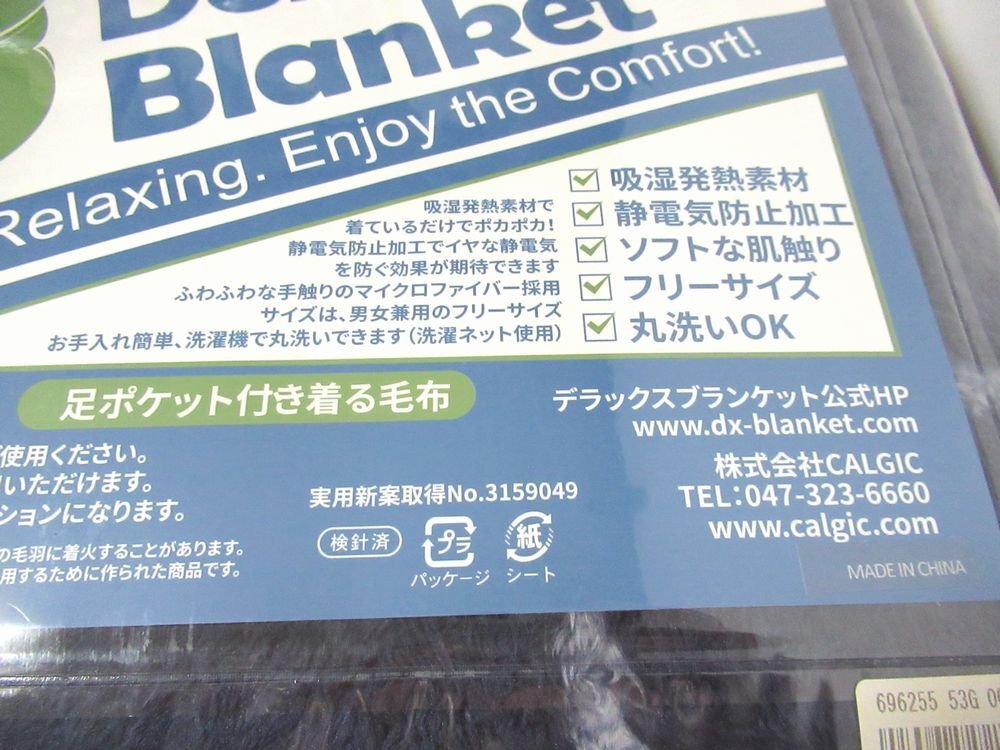 Blanket
Relaxing. Enjoy the Comfort!
吸湿発熱素材で
着ているだけでポカポカ!
静電気防止加工でイヤな静電気
を防ぐ効果が期待できます
ふわふわな手触りのマイクロファイバー採用
サイズは、男女兼用のフリーサイズ
お手入れ簡単、洗濯機で丸洗いできます(洗濯ネット使用)
吸湿発熱素材
静電気防止加工
ソフトな肌触り
フリーサイズ
丸洗いOK
足ポケット付き着る毛布
使用ください。
いただけます。
ションになります。
の毛羽に着火することがあります。
用するために作られた商品です。
実用新案取得No.3159049
検針済
プラ
パッケージ
紙
シート
デラックスブランケット公式HP
www.dx-blanket.com
株式会社CALGIC
TEL:047-323-6660
www.calgic.com
MADE IN CHINA
696255 53G